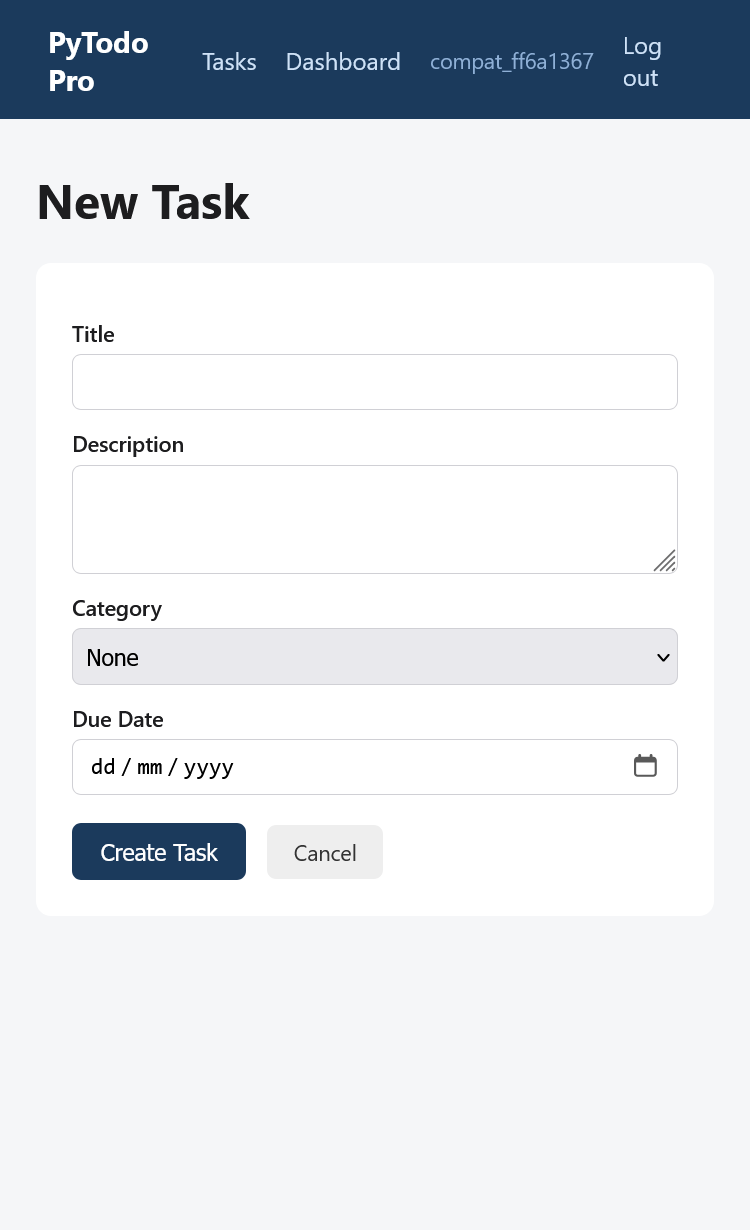 PyTodo
Pro
Tasks
Dashboard
compat_ff6a1367
Log
out
New Task
Title
Description
Category
None
Due Date
dd / mm / yyyy
Create Task
Cancel